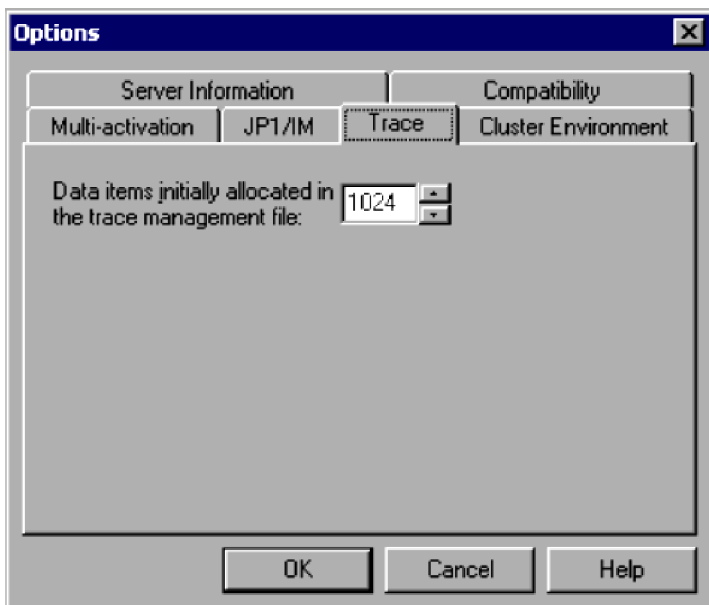 Options
Server Information
Compatibility
Multi-activation
JP1/IM
Trace
Cluster Environment
Data items initially allocated in
the trace management file:
1024
OK
Cancel
Help